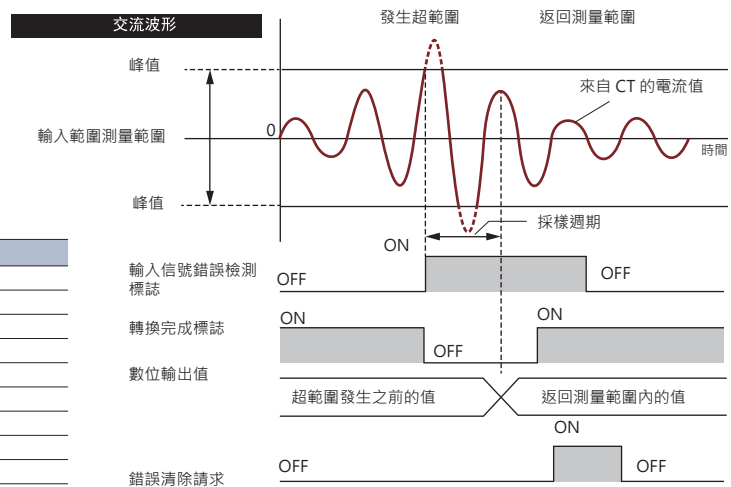 交流波形
發生超範圍
返回測量範圍
峰值
來自 CT 的電流值
輸入範圍測量範圍
0
時間
峰值
採樣週期
ON
輸入信號錯誤檢測
標誌
OFF
OFF
轉換完成標誌
ON
OFF
ON
數位輸出值
超範圍發生之前的值
返回測量範圍內的值
ON
錯誤清除請求
OFF
OFF